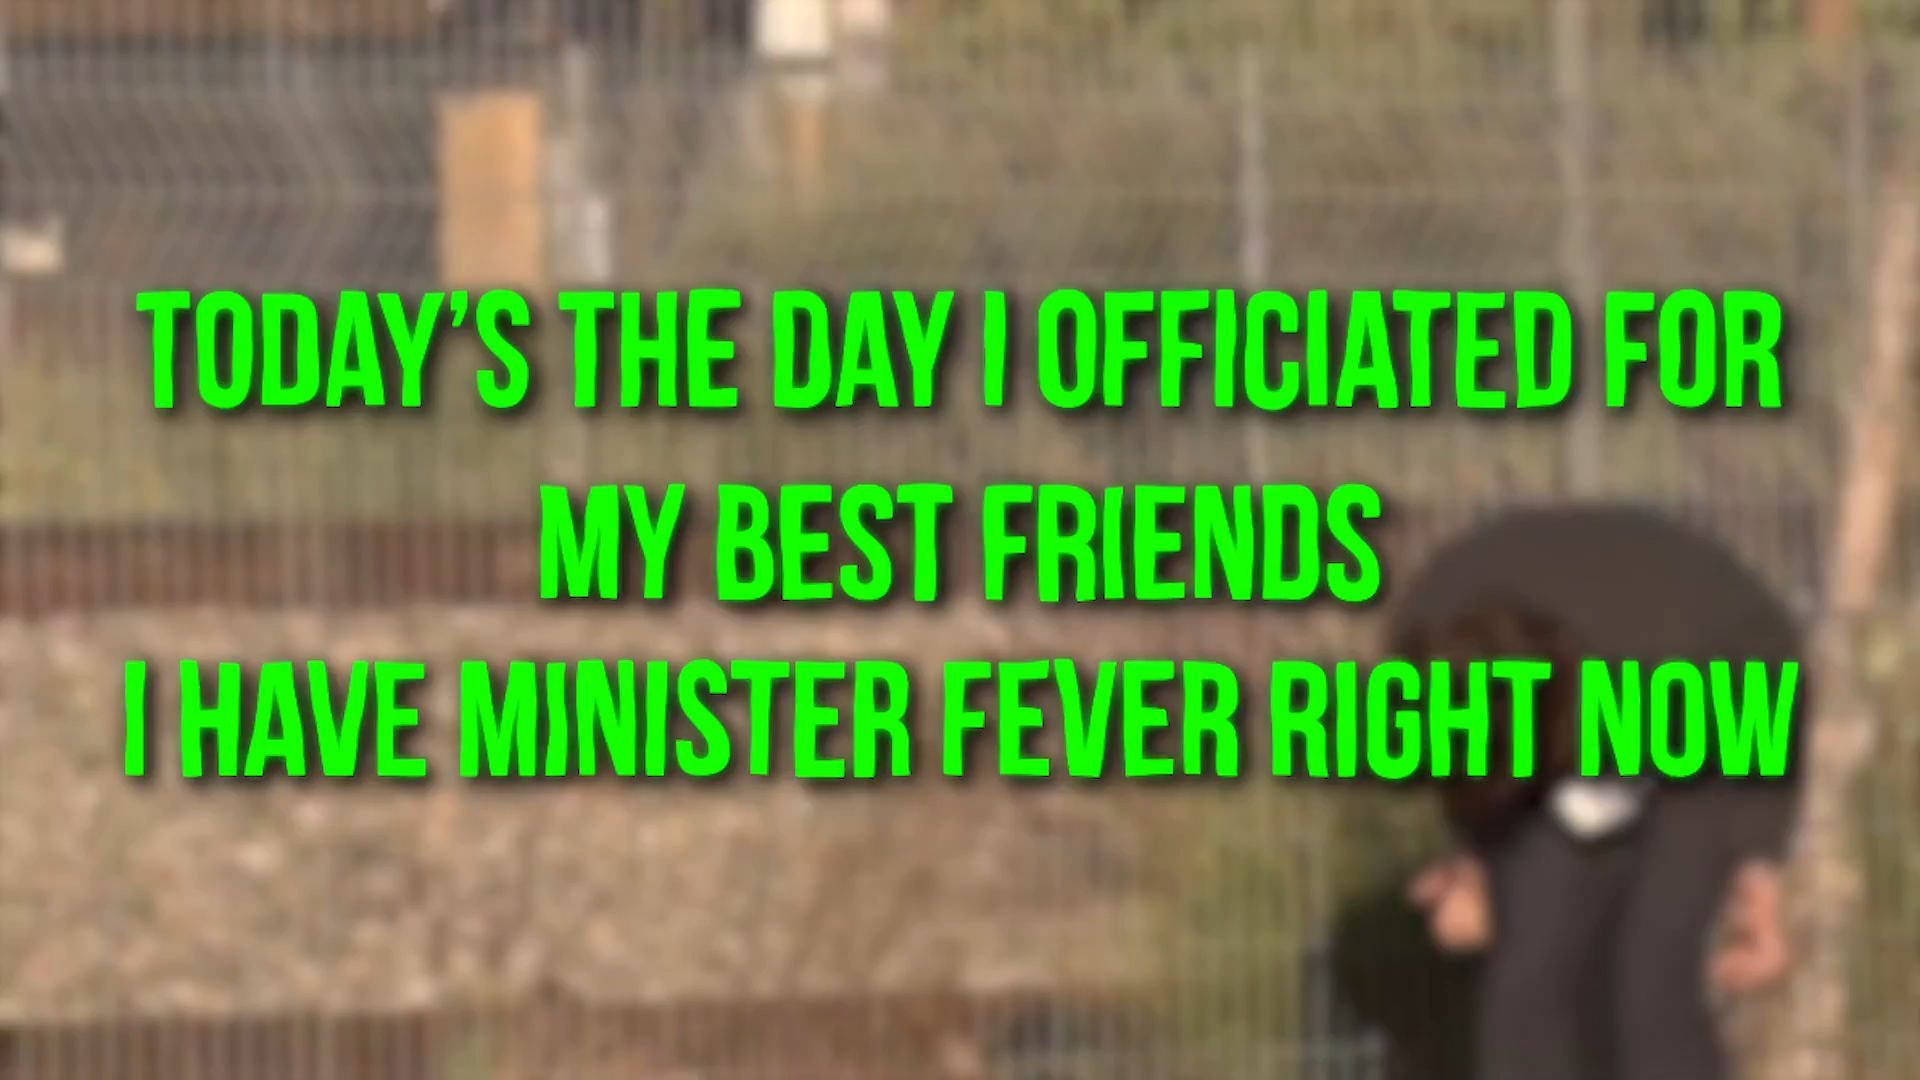 TODAY'S THE DAY I OFFICIATED FOR
MY BEST FRIENDS
I HAVE MINISTER FEVER RIGHT NOW